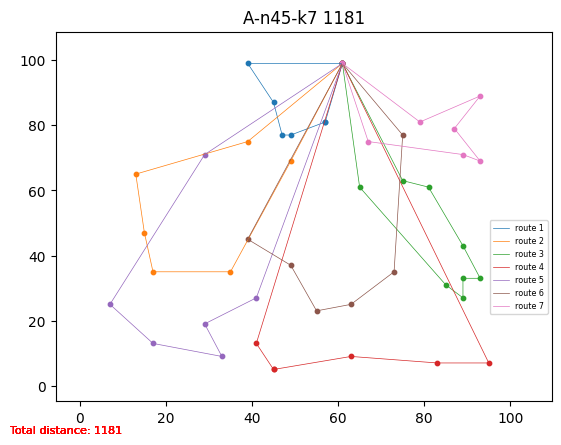 A-n45-k7 1181
100
80
60
40
20
0
route 1
route 2
route 3
route 4
route 5
route 6
route 7
0 20 40 60 80 100
Total distance: 1181